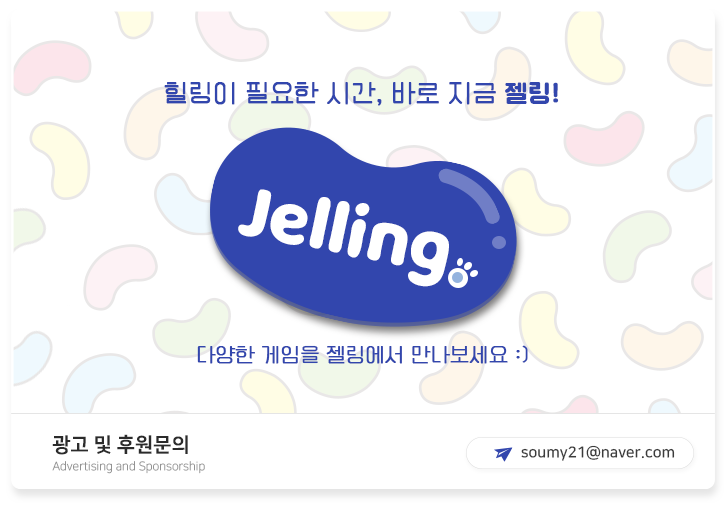 힐링이 필요한 시간, 바로 지금 젤링!
Jelling
다양한 게임을 젤링에서 만나보세요 :)
광고 및 후원문의
Advertising and Sponsorship
soumy21@naver.com